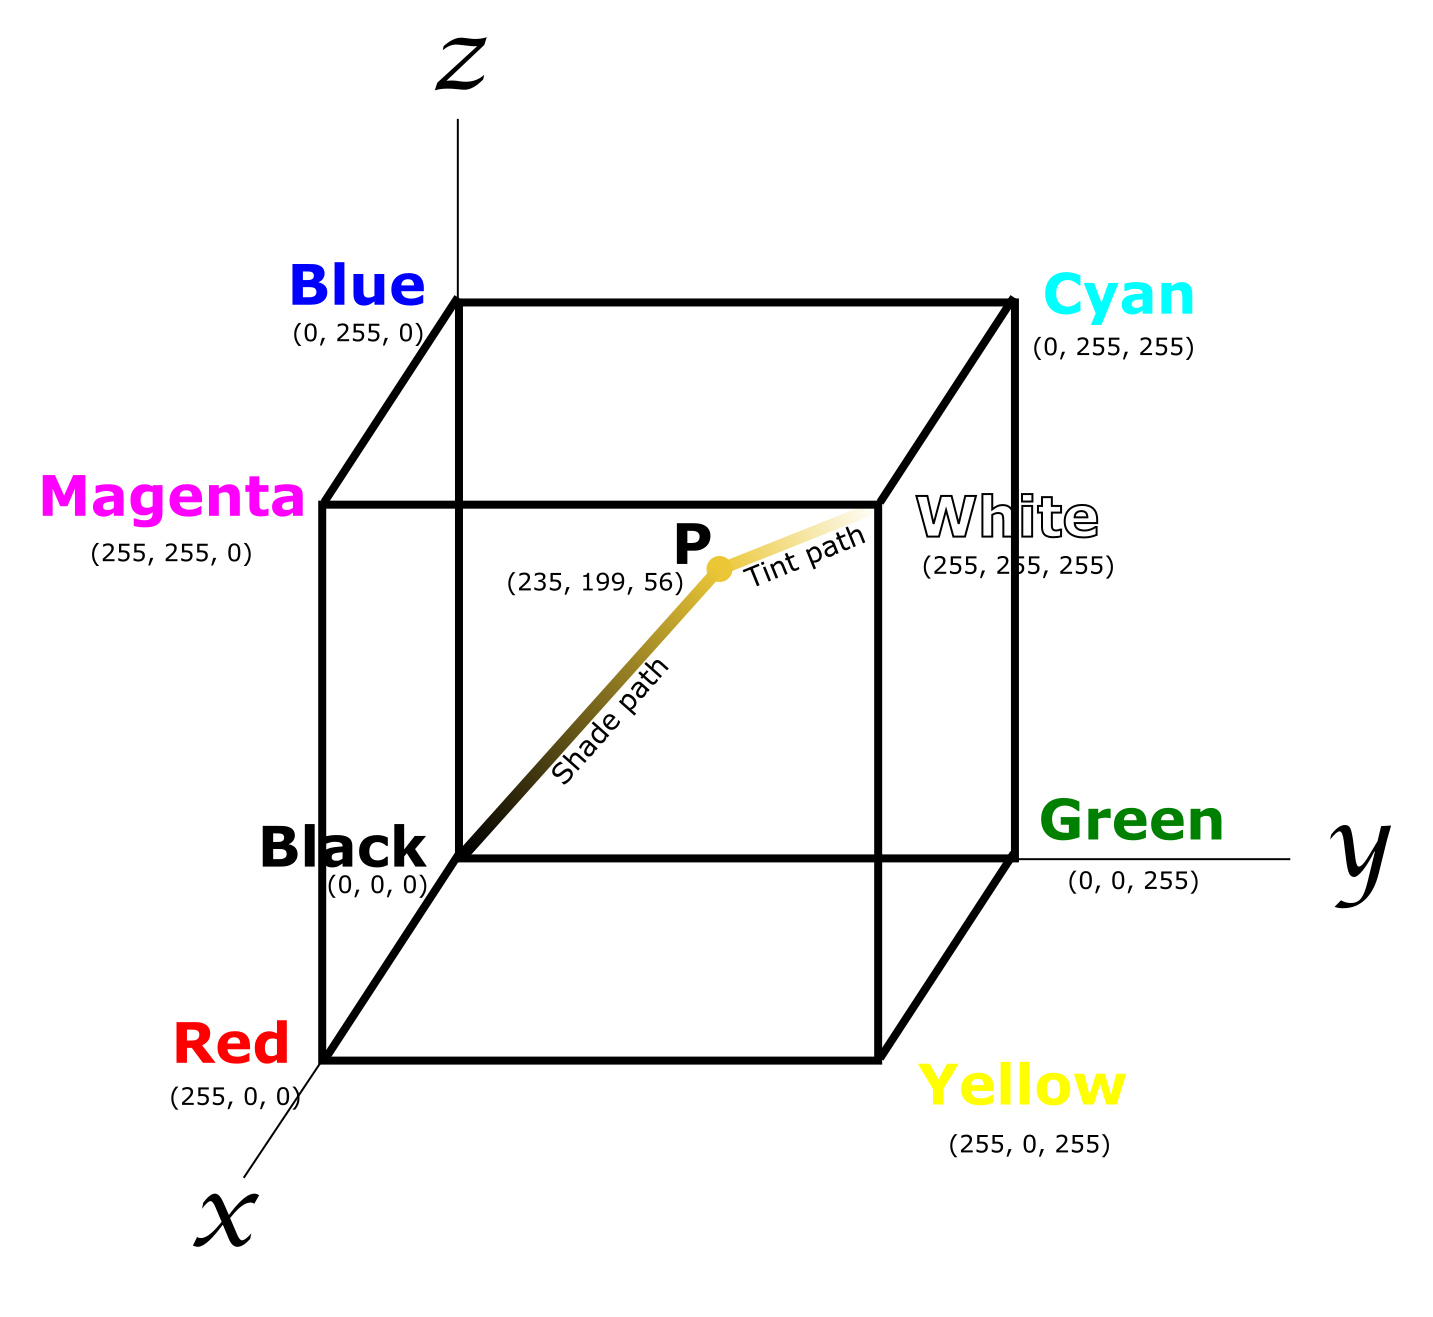 z
Blue
(0, 255, 0)
Cyan
(0, 255, 255)
Magenta
(255, 255, 0)
White
(255, 255, 255)
P
(235, 199, 56)
Tint path
Shade path
Black
(0, 0, 0)
Green
(0, 0, 255)
y
Red
(255, 0, 0)
Yellow
(255, 0, 255)
x